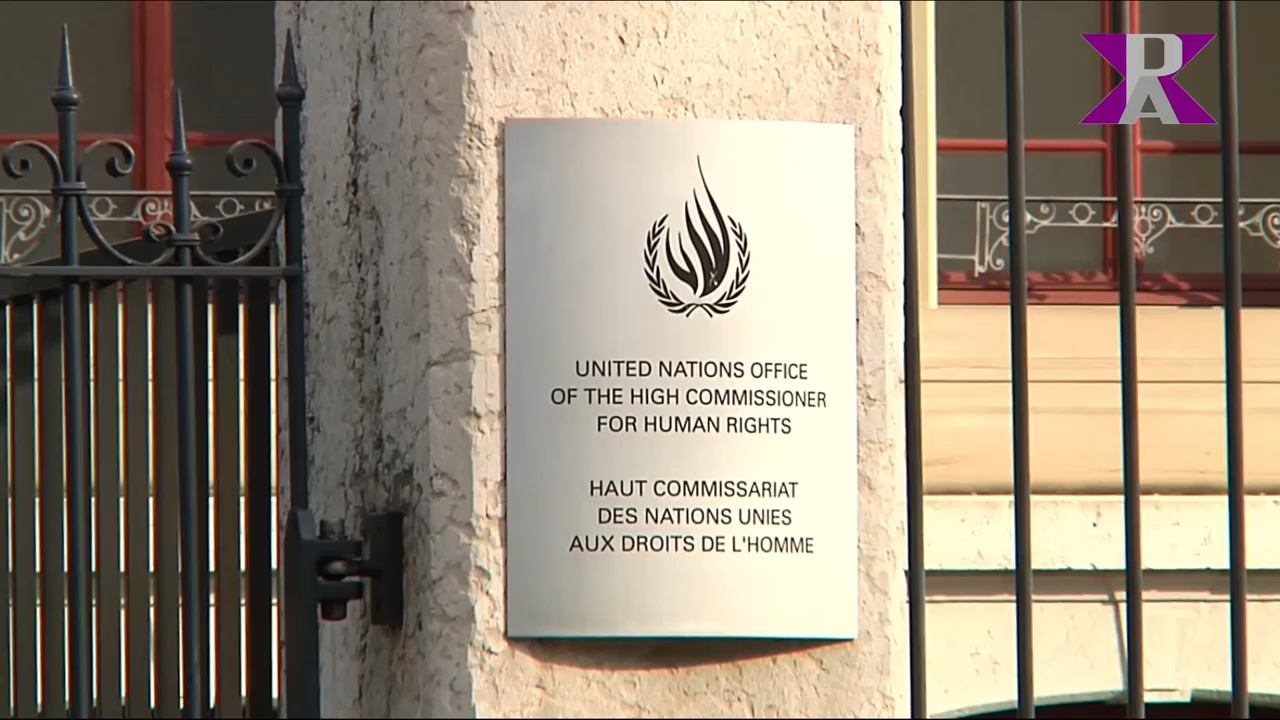 UNITED NATIONS OFFICE
OF THE HIGH COMMISSIONER
FOR HUMAN RIGHTS
HAUT COMMISSARIAT
DES NATIONS UNIES
AUX DROITS DE L'HOMME